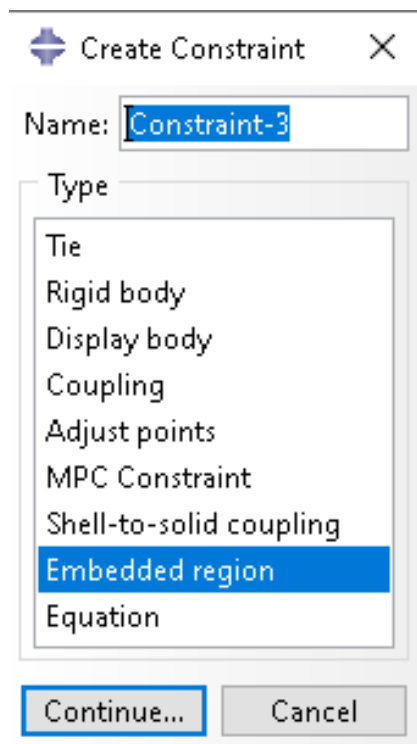 Create Constraint
Name: Constraint-3
Type
Tie
Rigid body
Display body
Coupling
Adjust points
MPC Constraint
Shell-to-solid coupling
Embedded region
Equation
Continue... Cancel